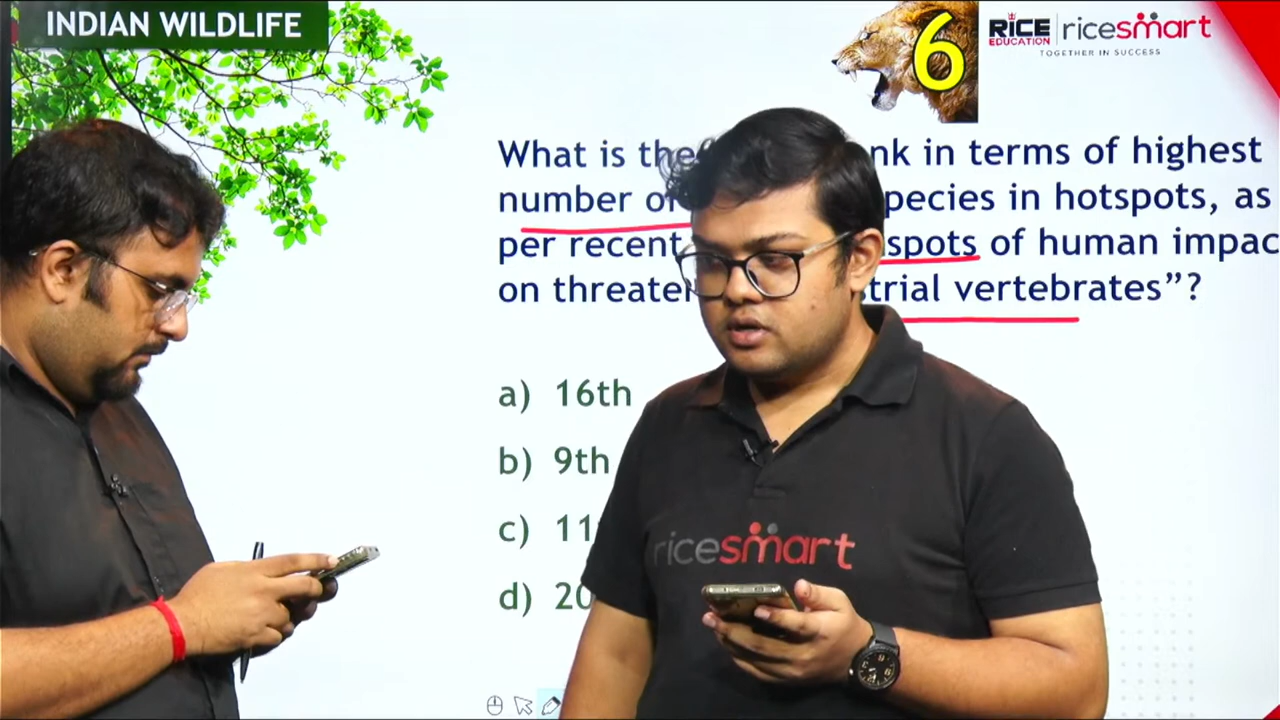 INDIAN WILDLIFE
6
RICE
EDUCATION
ricesmart
TOGETHER IN SUCCESS
What is the nk in terms of highest
number of pecies in hotspots, as
per recent spots of human impac
on threaten trial vertebrates”?
a) 16th
b) 9th
c) 11
d) 20
ricesmart